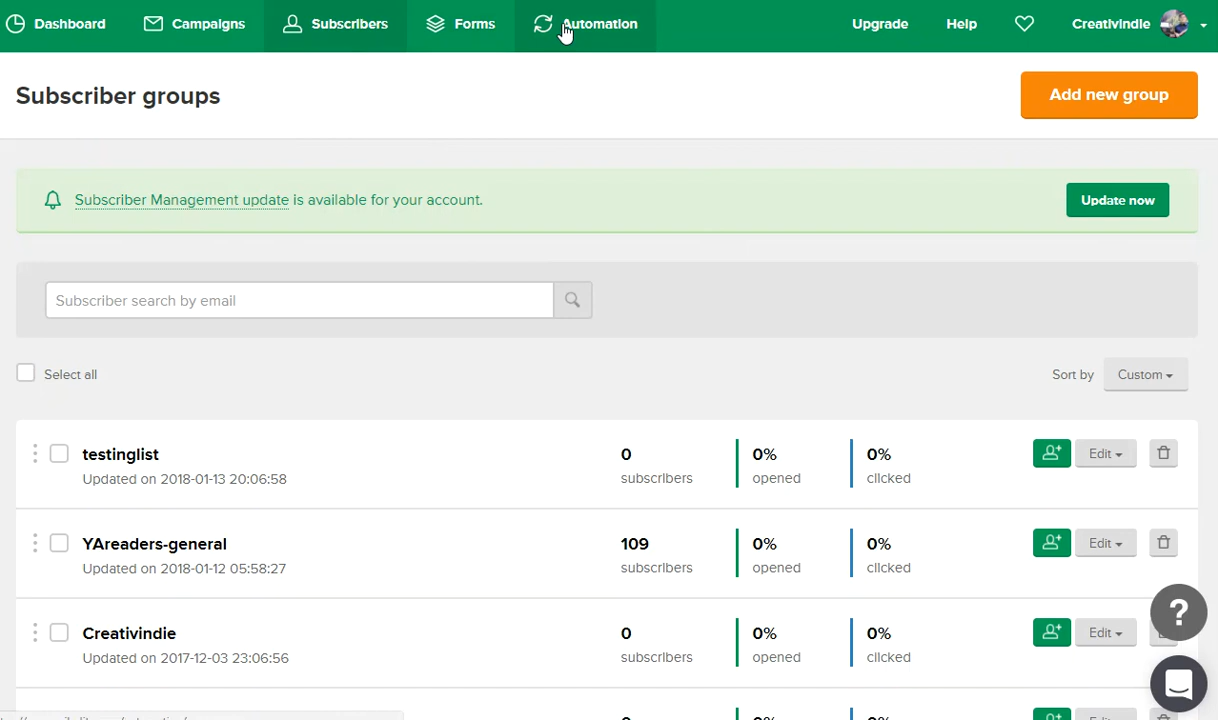 Dashboard Campaigns Subscribers Forms Automation Upgrade Help CreativIndie
Subscriber groups
Add new group
Subscriber Management update is available for your account.
Update now
Subscriber search by email
Select all
Sort by Custom
testinglist 0 0% 0% Edit
Updated on 2018-01-13 20:06:58 subscribers opened clicked
YAreaders-general 109 0% 0% Edit
Updated on 2018-01-12 05:58:27 subscribers opened clicked
Creativindie 0 0% 0% Edit
Updated on 2017-12-03 23:06:56 subscribers opened clicked
?
0 0% 0% Edit